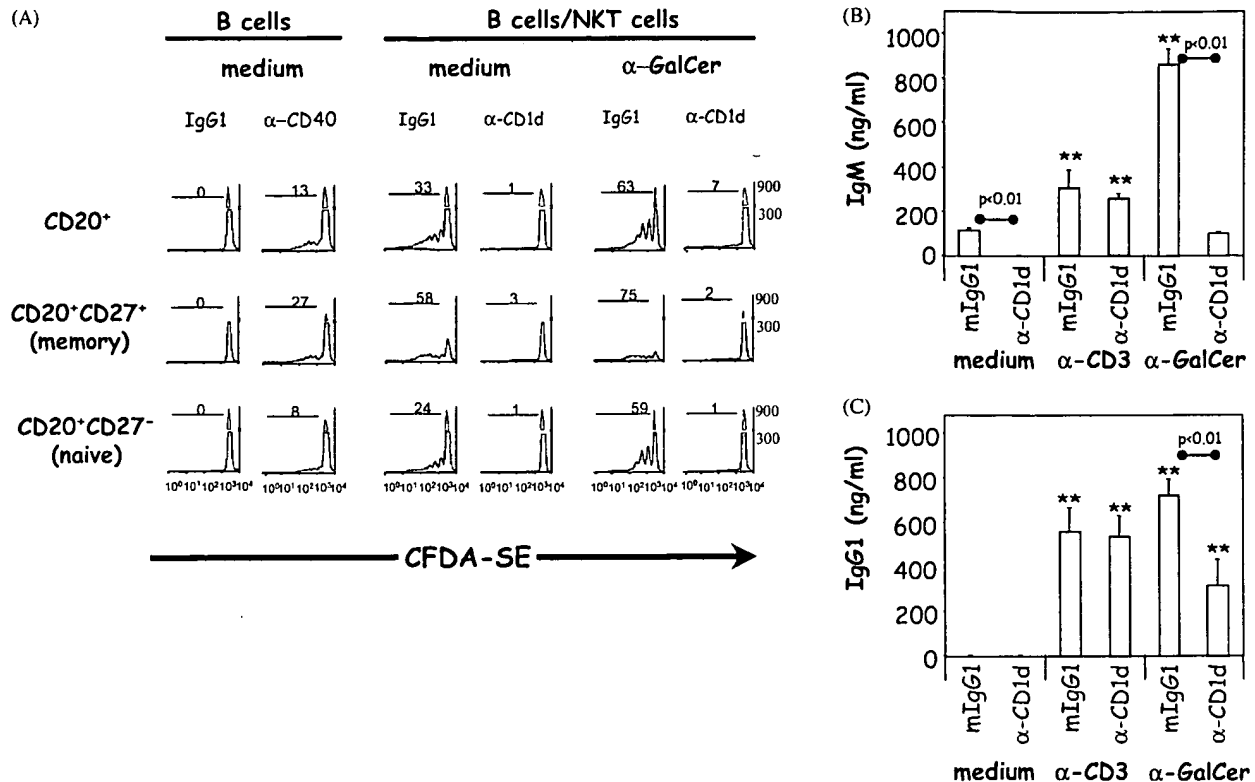 (A)
B cells
B cells/NKT cells
medium
medium
α-GalCer
IgG1
α-CD40
IgG1
α-CD1d
IgG1
α-CD1d
CD20⁺
0
13
33
1
63
7
900
300
CD20⁺CD27⁺
(memory)
0
27
58
3
75
2
900
300
CD20⁺CD27⁻
(naive)
0
8
24
1
59
1
900
300
10⁰10¹10²10³10⁴
10⁰10¹10²10³10⁴
10⁰10¹10²10³10⁴
10⁰10¹10²10³10⁴
10⁰10¹10²10³10⁴
10⁰10¹10²10³10⁴
CFDA-SE
(B)
IgM (ng/ml)
1000
800
600
400
200
0
p<0.01
**
**
**
p<0.01
mIgG1
α-CD1d
mIgG1
α-CD1d
mIgG1
α-CD1d
medium
α-CD3
α-GalCer
(C)
IgG1 (ng/ml)
1000
800
600
400
200
0
**
**
**
p<0.01
**
mIgG1
α-CD1d
mIgG1
α-CD1d
mIgG1
α-CD1d
medium
α-CD3
α-GalCer